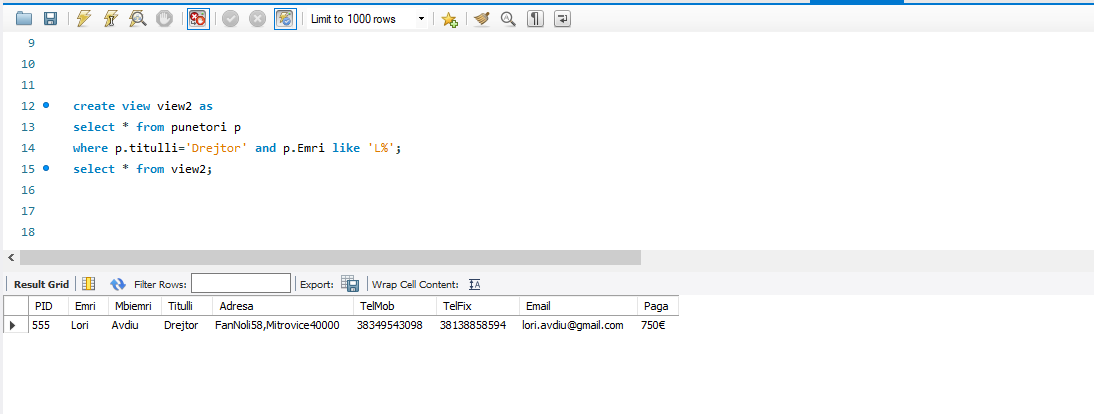 Limit to 1000 rows
9
10
11
12 create view view2 as
13 select * from punetori p
14 where p.titulli='Drejtor' and p.Emri like 'L%';
15 select * from view2;
16
17
18
Result Grid Filter Rows: Export: Wrap Cell Content:
PID Emri Mbiemri Titulli Adresa TelMob TelFix Email Paga
555 Lori Avdiu Drejtor FanNoli58,Mitrovice40000 38349543098 38138858594 lori.avdiu@gmail.com 750€